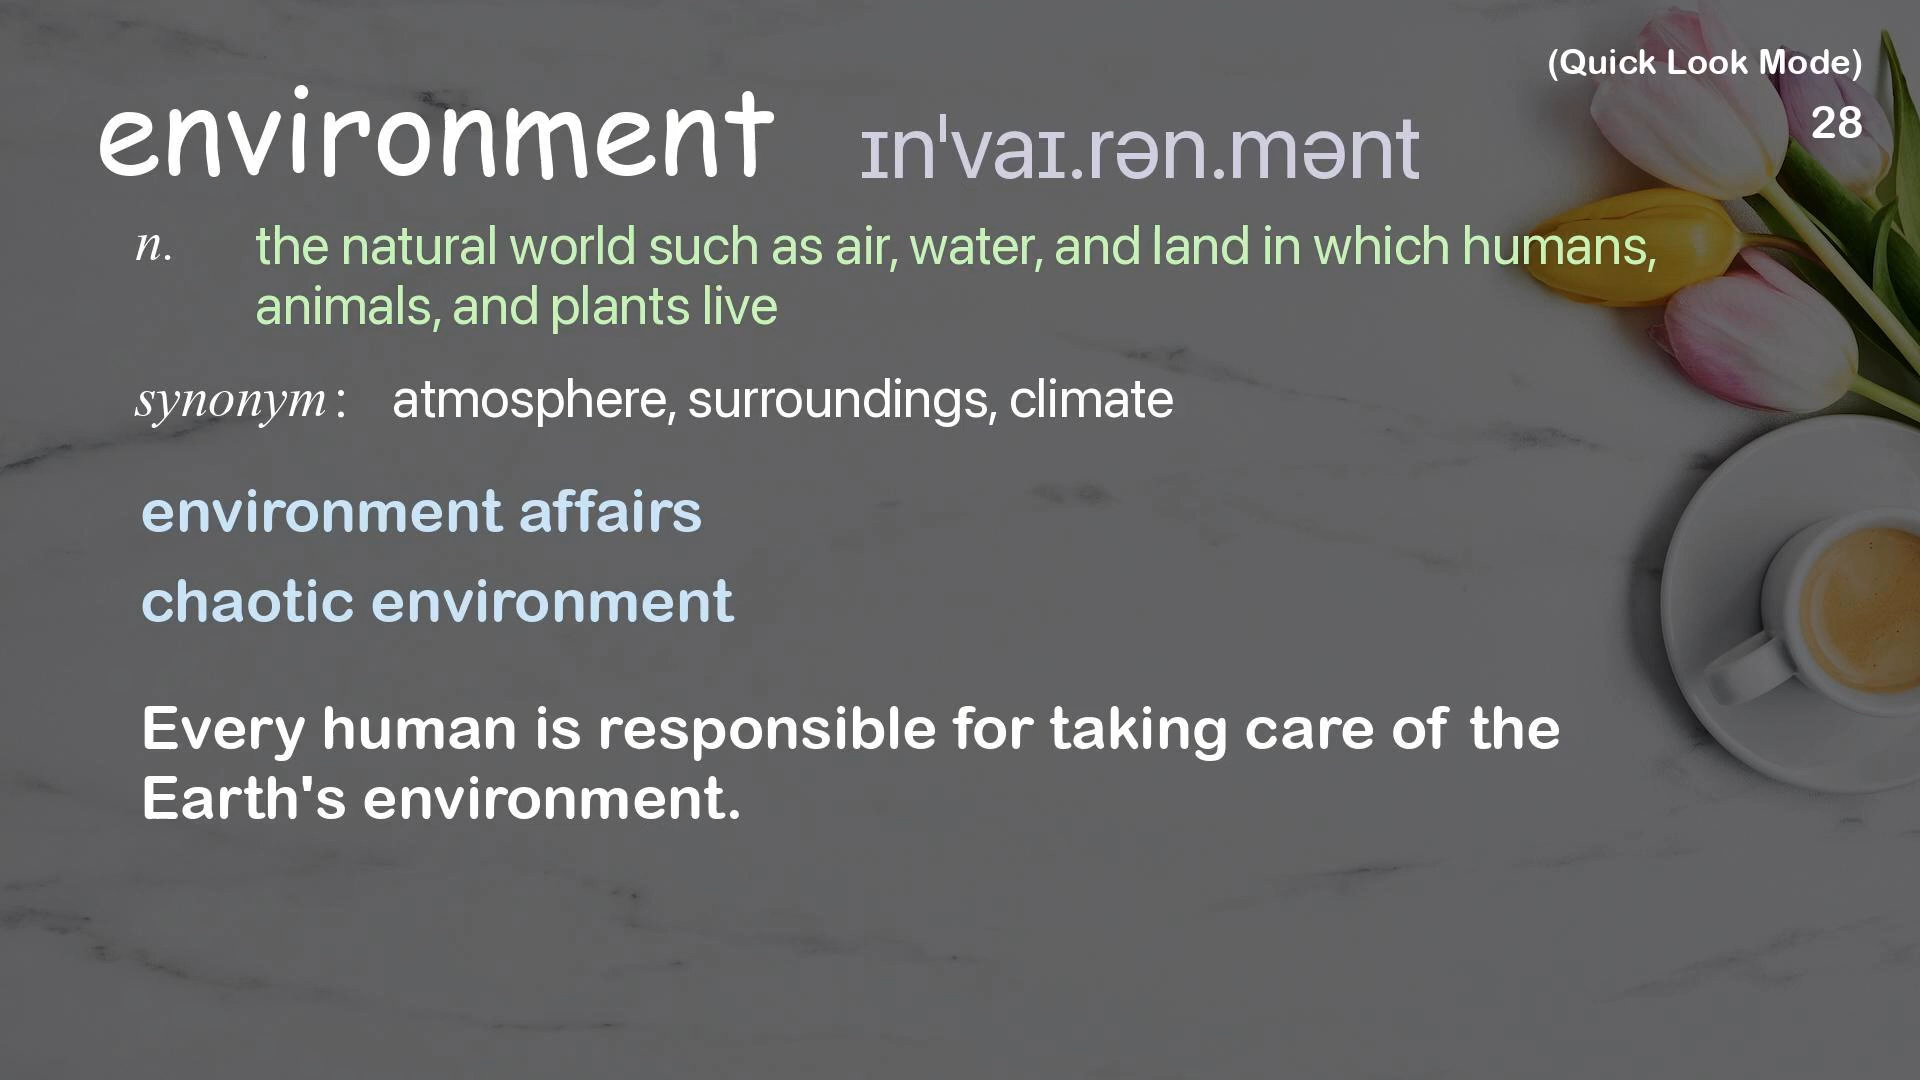 (Quick Look Mode)
28
environment ɪnˈvaɪ.rən.mənt
n. the natural world such as air, water, and land in which humans,
animals, and plants live
synonym: atmosphere, surroundings, climate
environment affairs
chaotic environment
Every human is responsible for taking care of the
Earth's environment.